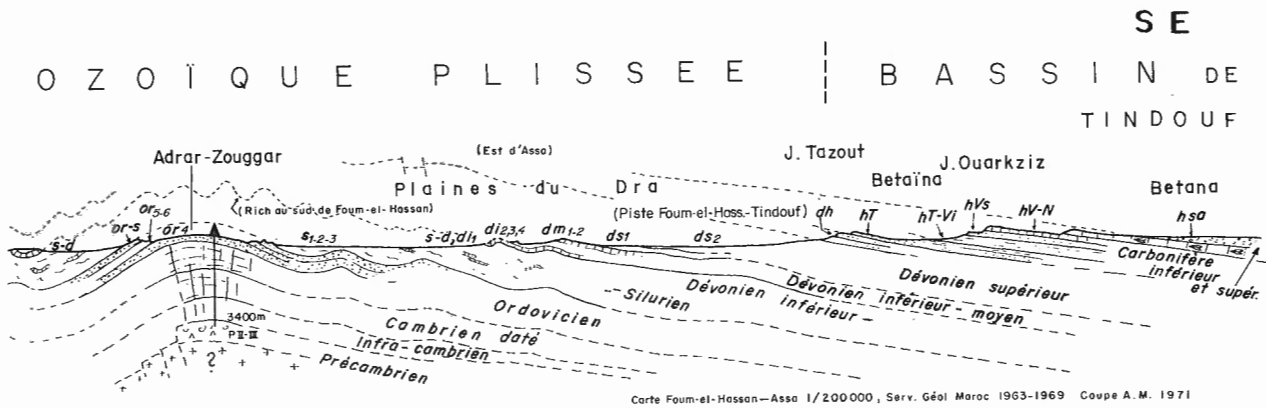 SE
OZOÏQUE PLISSEE BASSIN DE
TINDOUF
Adrar-Zouggar
(Est d'Assa)
J. Tazout
J. Ouarkziz
Plaines du Dra
Betaïna
Betana
(Rich au sud de Foum-el-Hassan)
(Piste Foum-el-Hass.-Tindouf)
s-d
or-s
or5-6
or4
s1-2-3
s-d, di1
di2,3,4
dm1-2
ds1
ds2
dh
hT
hT-Vi
hVs
hV-N
hsa
Carbonifère
inférieur
et supér.
Dévonien supérieur
Dévonien inférieur-moyen
Dévonien
inférieur
Silurien
Ordovicien
Cambrien daté
Infra-cambrien
Précambrien
3400m
PII-III
?
Carte Foum-el-Hassan—Assa 1/200000, Serv. Géol Maroc 1963-1969 Coupe A.M. 1971